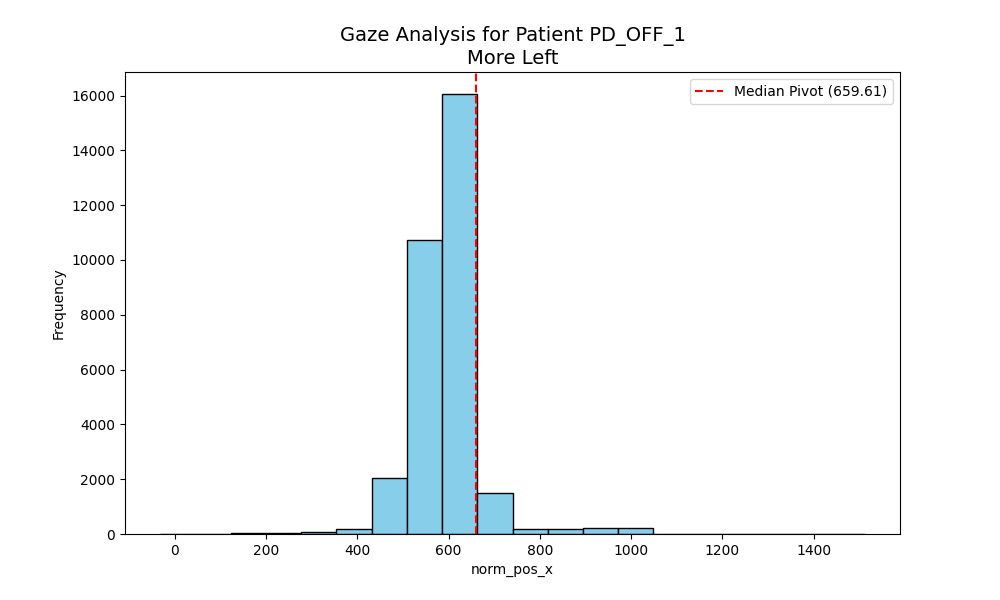 Gaze Analysis for Patient PD_OFF_1
More Left
Median Pivot (659.61)
16000
14000
12000
10000
8000
6000
4000
2000
0
Frequency
0 200 400 600 800 1000 1200 1400
norm_pos_x